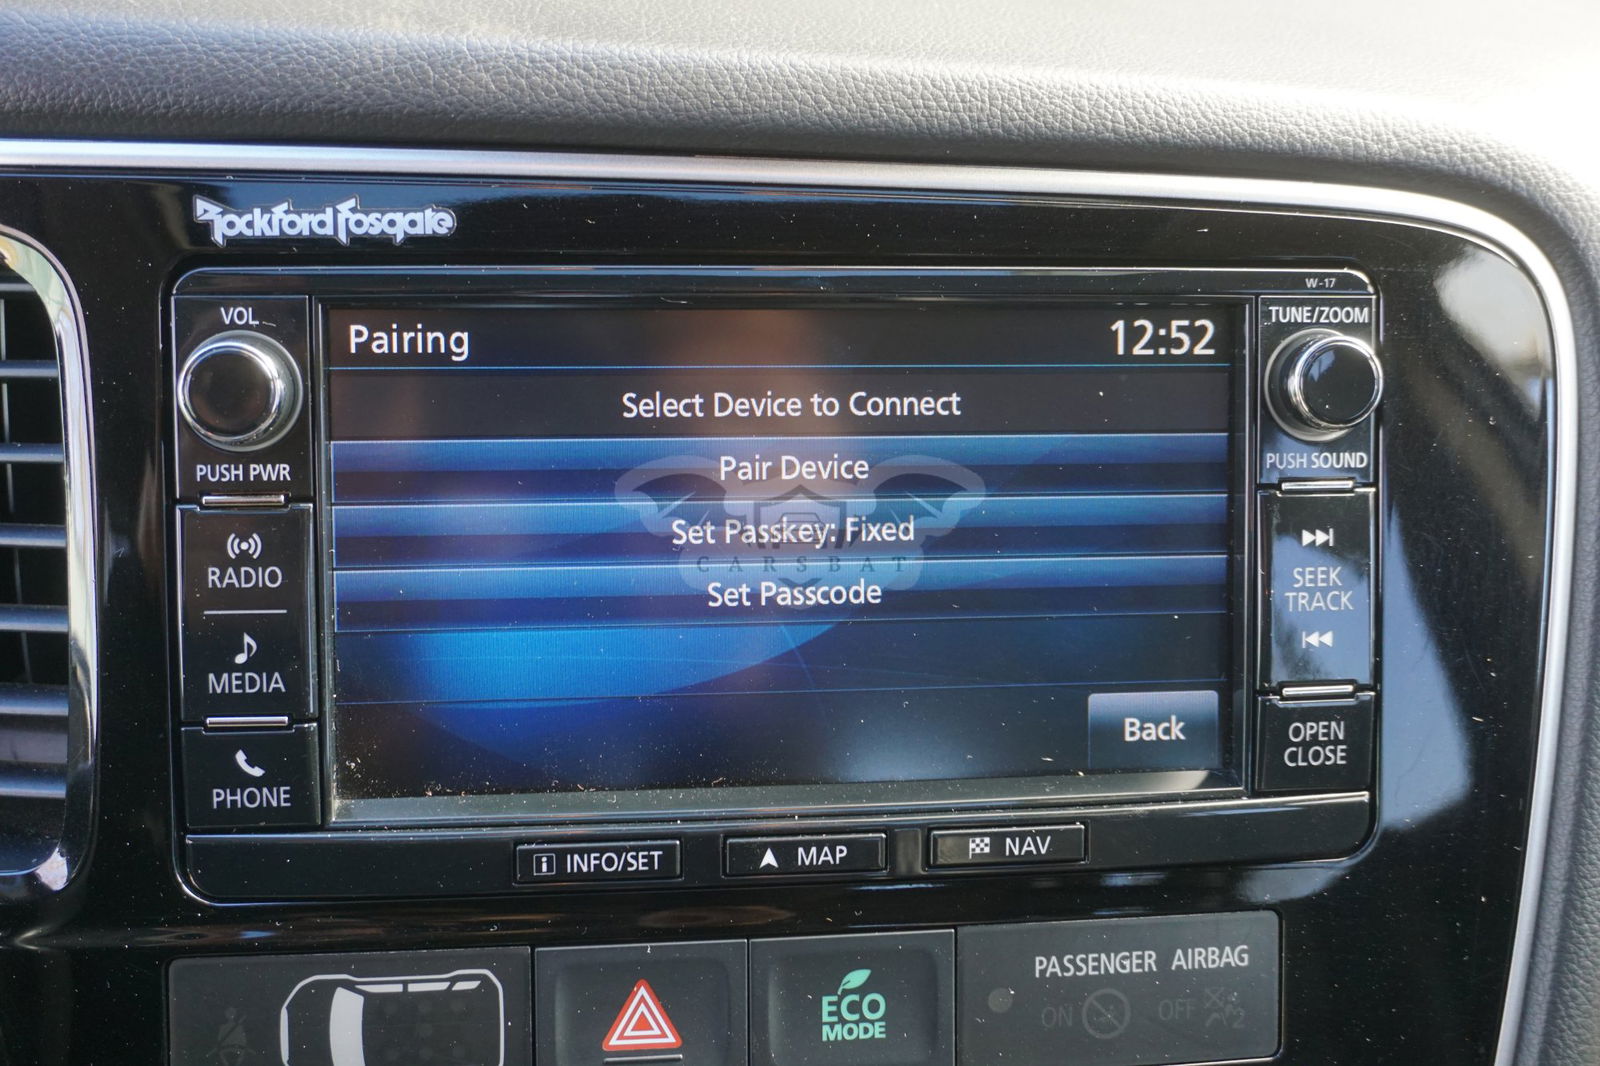 Rockford Fosgate
W-17
VOL
PUSH PWR
RADIO
MEDIA
PHONE
Pairing
12:52
Select Device to Connect
Pair Device
Set Passkey: Fixed
Set Passcode
Back
CARSBAT
TUNE/ZOOM
PUSH SOUND
SEEK
TRACK
OPEN
CLOSE
i INFO/SET
MAP
NAV
ECO
MODE
PASSENGER AIRBAG
ON
OFF
2